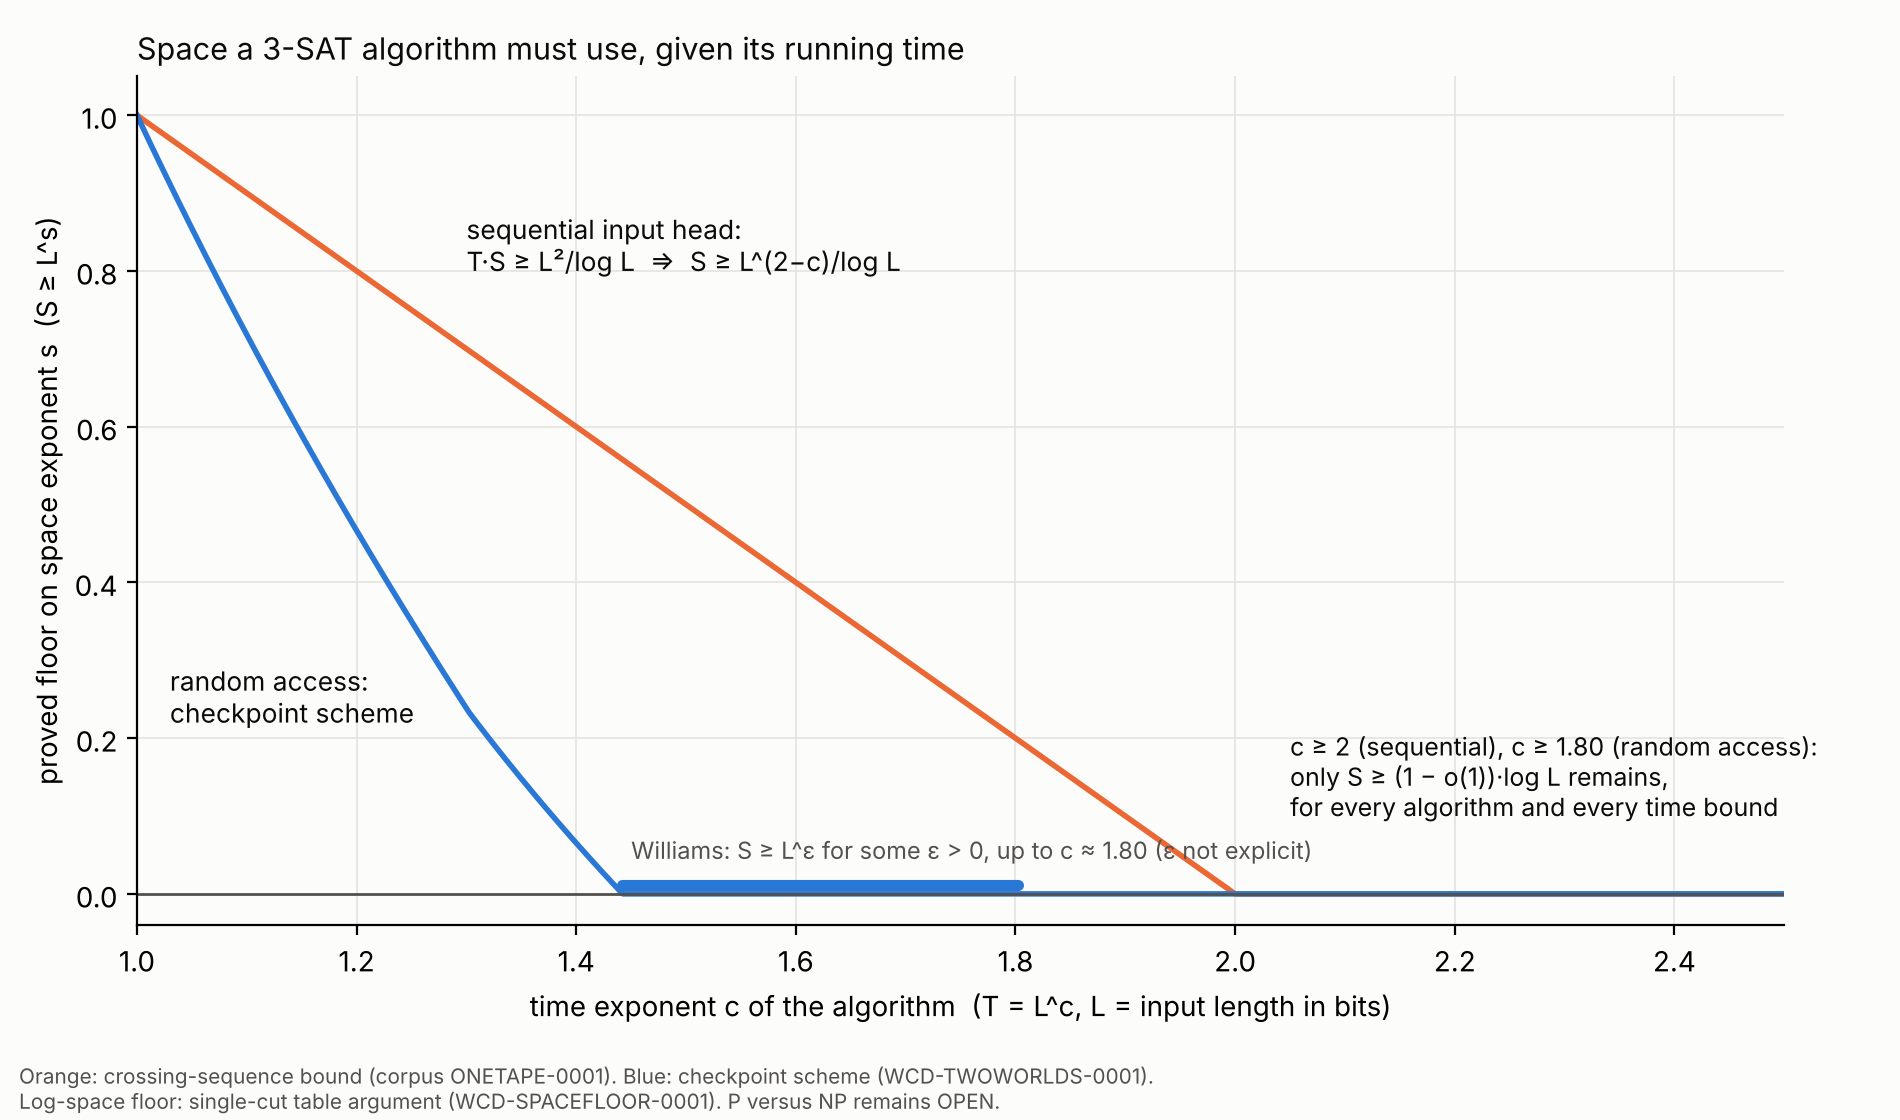 Space a 3-SAT algorithm must use, given its running time
proved floor on space exponent s (S ≥ L^s)
1.0
0.8
0.6
0.4
0.2
0.0
sequential input head:
T·S ≥ L²/log L ⇒ S ≥ L^(2−c)/log L
random access:
checkpoint scheme
c ≥ 2 (sequential), c ≥ 1.80 (random access):
only S ≥ (1 − o(1))·log L remains,
for every algorithm and every time bound
Williams: S ≥ L^ε for some ε > 0, up to c ≈ 1.80 (ε not explicit)
1.0 1.2 1.4 1.6 1.8 2.0 2.2 2.4
time exponent c of the algorithm (T = L^c, L = input length in bits)
Orange: crossing-sequence bound (corpus ONETAPE-0001). Blue: checkpoint scheme (WCD-TWOWORLDS-0001).
Log-space floor: single-cut table argument (WCD-SPACEFLOOR-0001). P versus NP remains OPEN.